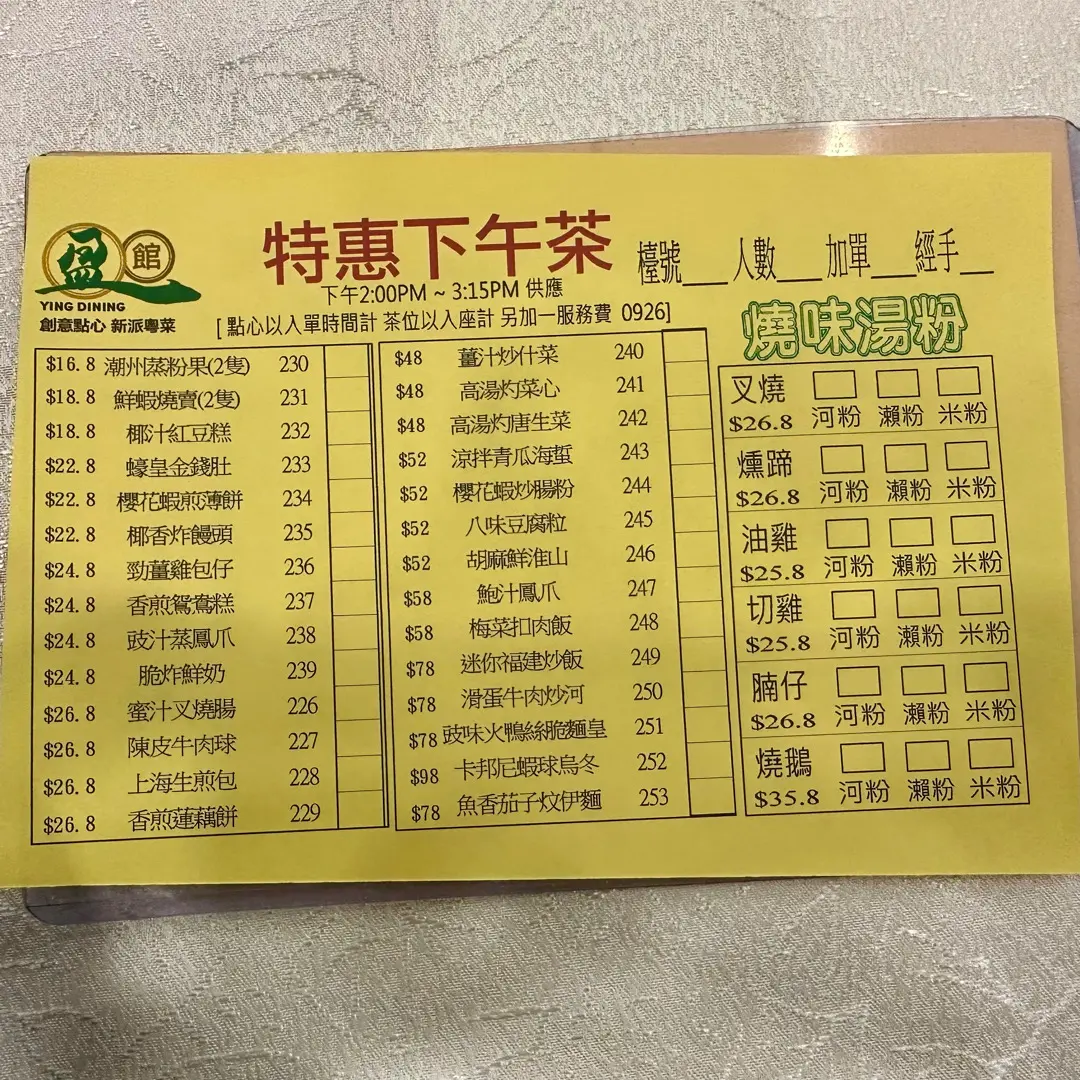 盈館
YING DINING
創意點心 新派粵菜
特惠下午茶
下午2:00PM ~ 3:15PM 供應
[ 點心以入單時間計 茶位以入座計 另加一服務費 0926]
檯號___人數___加單___經手__
$16.8 潮州蒸粉果(2隻) 230
$18.8 鮮蝦燒賣(2隻) 231
$18.8 椰汁紅豆糕 232
$22.8 蠔皇金錢肚 233
$22.8 櫻花蝦煎薄餅 234
$22.8 椰香炸饅頭 235
$24.8 勁薑雞包仔 236
$24.8 香煎鴛鴦糕 237
$24.8 豉汁蒸鳳爪 238
$24.8 脆炸鮮奶 239
$26.8 蜜汁叉燒腸 226
$26.8 陳皮牛肉球 227
$26.8 上海生煎包 228
$26.8 香煎蓮藕餅 229
$48 薑汁炒什菜 240
$48 高湯灼菜心 241
$48 高湯灼唐生菜 242
$52 涼拌青瓜海蜇 243
$52 櫻花蝦炒腸粉 244
$52 八味豆腐粒 245
$52 胡麻鮮淮山 246
$58 鮑汁鳳爪 247
$58 梅菜扣肉飯 248
$78 迷你福建炒飯 249
$78 滑蛋牛肉炒河 250
$78 豉味火鴨絲脆麵皇 251
$98 卡邦尼蝦球烏冬 252
$78 魚香茄子炆伊麵 253
燒味湯粉
叉燒
$26.8 河粉 瀨粉 米粉
燻蹄
$26.8 河粉 瀨粉 米粉
油雞
$25.8 河粉 瀨粉 米粉
切雞
$25.8 河粉 瀨粉 米粉
腩仔
$26.8 河粉 瀨粉 米粉
燒鵝
$35.8 河粉 瀨粉 米粉